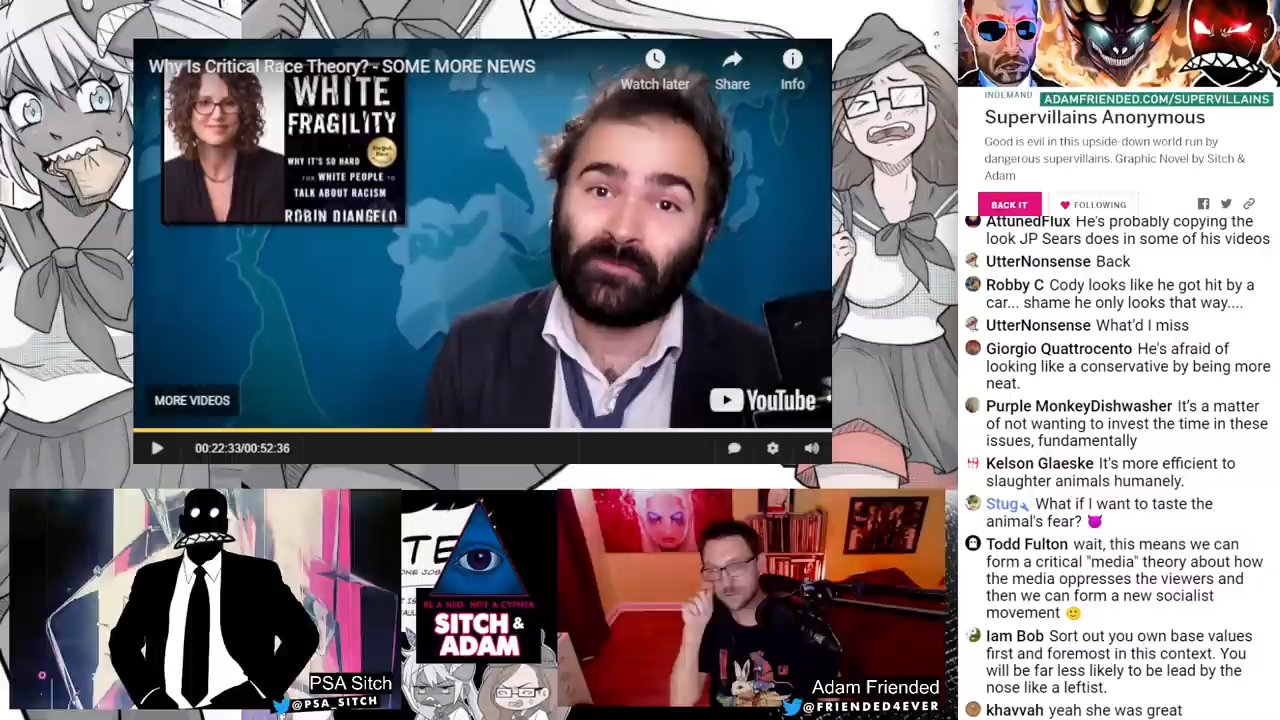 Why Is Critical Race Theory? - SOME MORE NEWS
Watch later
Share
Info
WHITE
FRAGILITY
WHY IT'S SO HARD
FOR WHITE PEOPLE TO
TALK ABOUT RACISM
ROBIN DIANGELO
MORE VIDEOS
YouTube
00:22:33/00:52:36
BE A NEO, NOT A CYPHER
SITCH &
ADAM
PSA Sitch
@PSA_SITCH
Adam Friended
@FRIENDED4EVER
INDEMAND
ADAMFRIENDED.COM/SUPERVILLAINS
Supervillains Anonymous
Good is evil in this upside-down world run by
dangerous supervillains. Graphic Novel by Sitch &
Adam
BACK IT
FOLLOWING
AttunedFlux He's probably copying the
look JP Sears does in some of his videos
UtterNonsense Back
Robby C Cody looks like he got hit by a
car... shame he only looks that way....
UtterNonsense What'd I miss
Giorgio Quattrocento He's afraid of
looking like a conservative by being more
neat.
Purple MonkeyDishwasher It’s a matter
of not wanting to invest the time in these
issues, fundamentally
Kelson Glaeske It's more efficient to
slaughter animals humanely.
Stug What if I want to taste the
animal's fear? 😈
Todd Fulton wait, this means we can
form a critical "media" theory about how
the media oppresses the viewers and
then we can form a new socialist
movement 🙂
Iam Bob Sort out you own base values
first and foremost in this context. You
will be far less likely to be lead by the
nose like a leftist.
khavvah yeah she was great